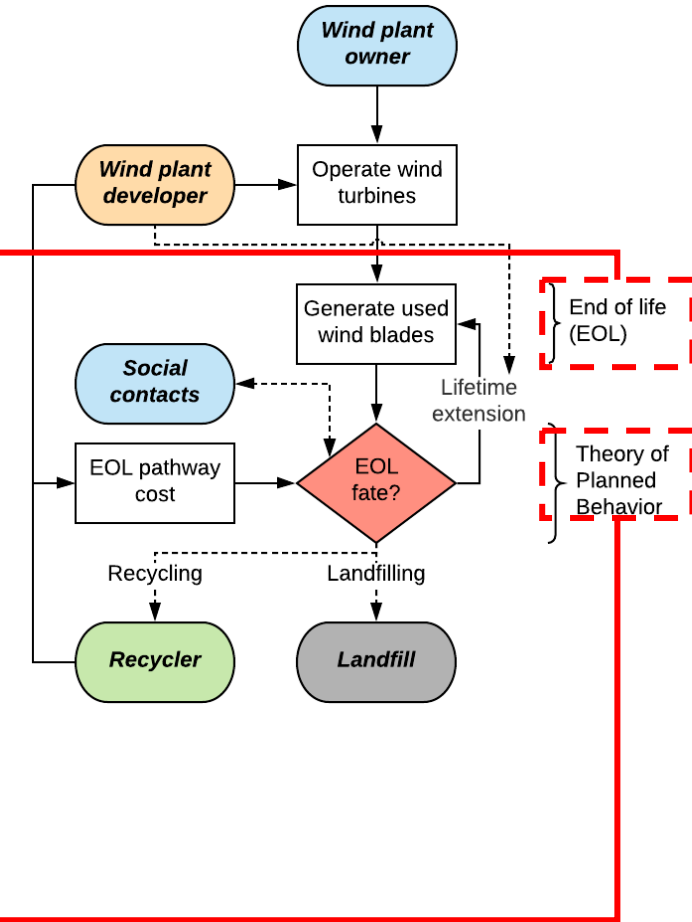 Wind plant
owner
Wind plant
developer
Operate wind
turbines
Generate used
wind blades
End of life
(EOL)
Social
contacts
Lifetime
extension
EOL pathway
cost
EOL
fate?
Theory of
Planned
Behavior
Recycling
Landfilling
Recycler
Landfill